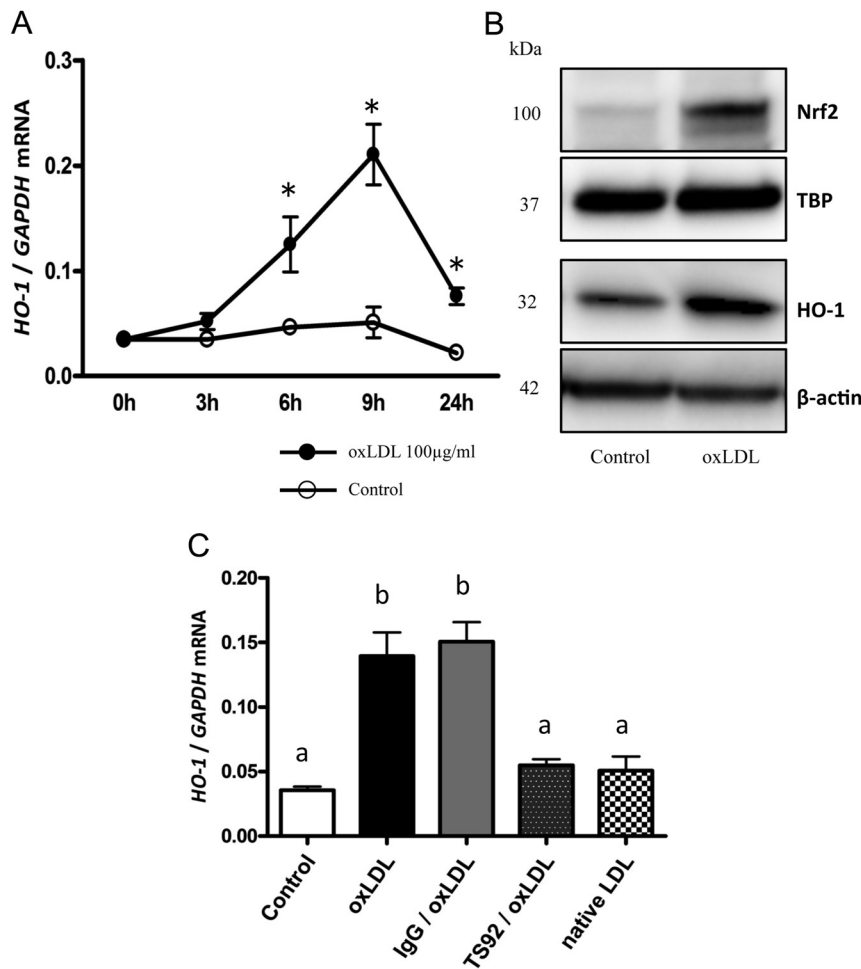 A
HO-1 / GAPDH mRNA
0.3
0.2
0.1
0.0
*
*
*
0h 3h 6h 9h 24h
oxLDL 100µg/ml
Control
B
kDa
100 Nrf2
37 TBP
32 HO-1
42 β-actin
Control oxLDL
C
HO-1 / GAPDH mRNA
0.20
0.15
0.10
0.05
0.00
a b b a a
Control
oxLDL
IgG / oxLDL
TS92 / oxLDL
native LDL